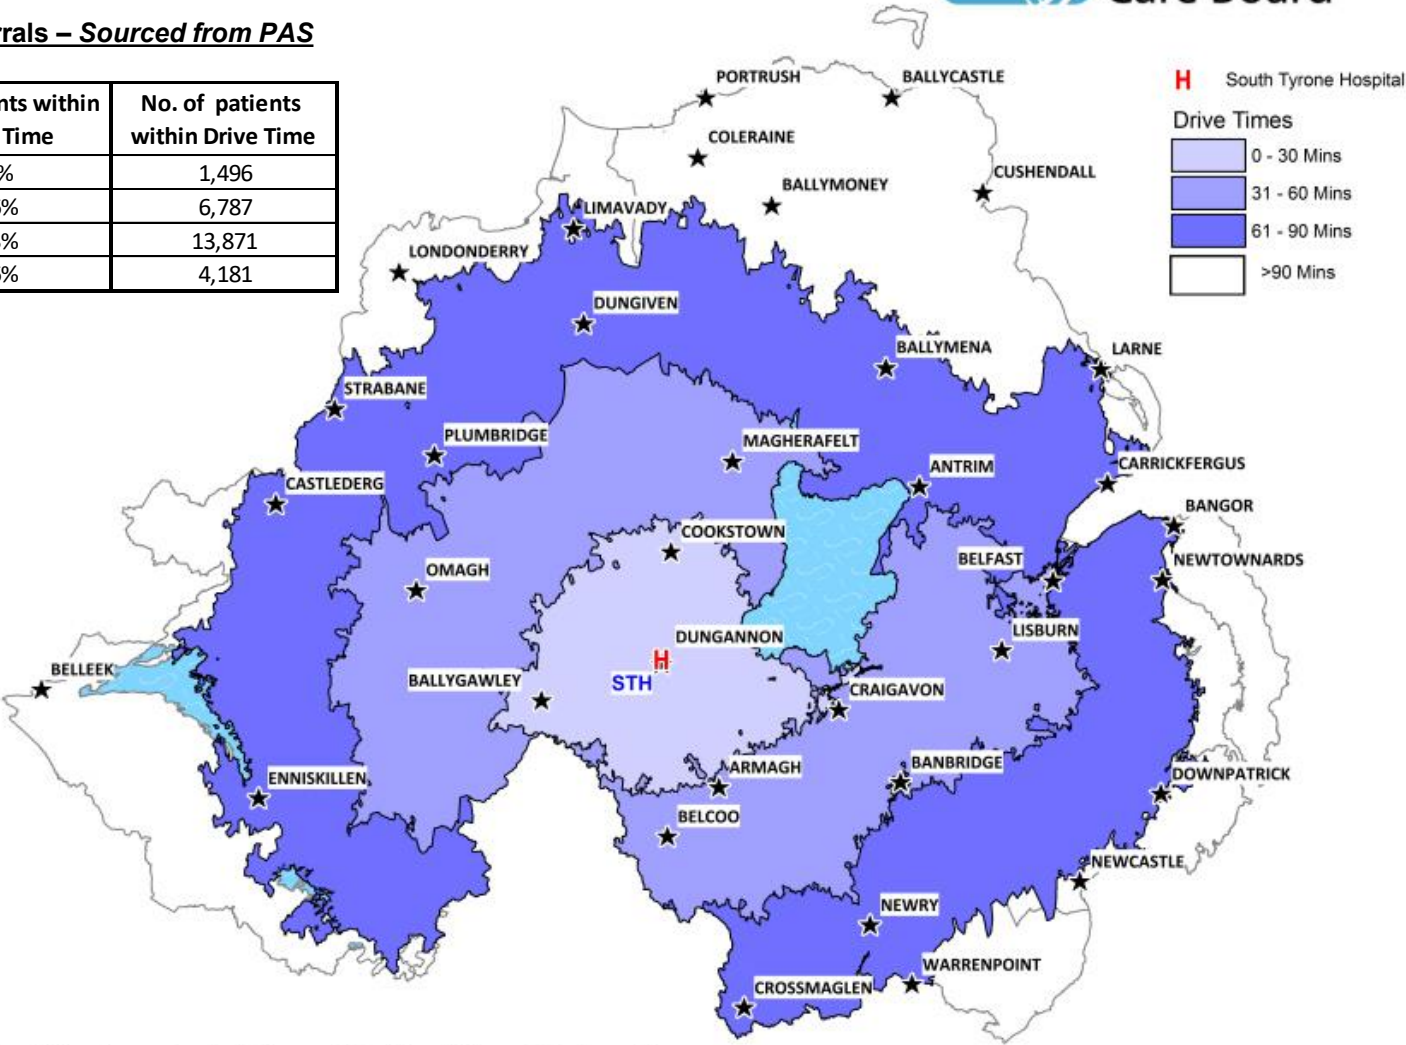 Care Board
rrals – Sourced from PAS
nts within
Time
No. of patients
within Drive Time
%
1,496
%
6,787
%
13,871
%
4,181
H South Tyrone Hospital
Drive Times
0 - 30 Mins
31 - 60 Mins
61 - 90 Mins
>90 Mins
PORTRUSH
BALLYCASTLE
COLERAINE
CUSHENDALL
BALLYMONEY
LIMAVADY
LONDONDERRY
DUNGIVEN
BALLYMENA
LARNE
STRABANE
PLUMBRIDGE
MAGHERAFELT
ANTRIM
CARRICKFERGUS
CASTLEDERG
BANGOR
COOKSTOWN
BELFAST
NEWTOWNARDS
OMAGH
DUNGANNON
LISBURN
H
BELLEEK
BALLYGAWLEY
STH
CRAIGAVON
ARMAGH
BANBRIDGE
DOWNPATRICK
ENNISKILLEN
BELCOO
NEWCASTLE
NEWRY
WARRENPOINT
CROSSMAGLEN